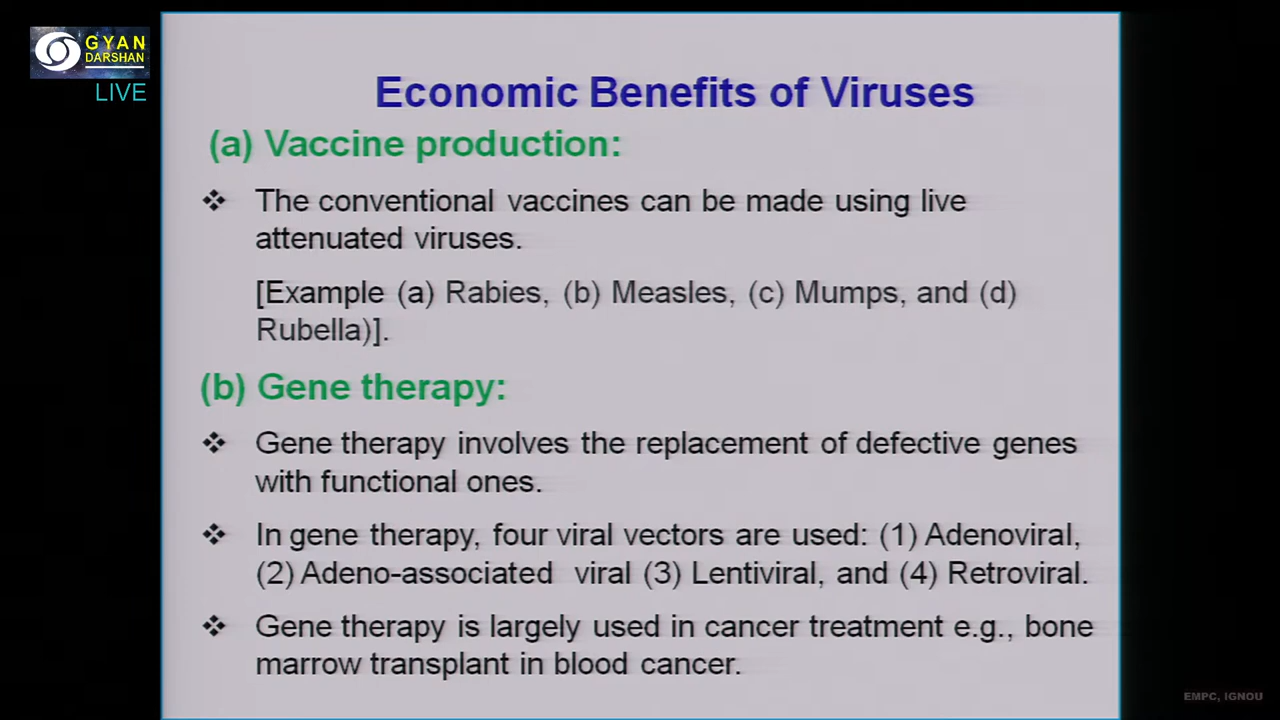 GYAN
DARSHAN
LIVE
Economic Benefits of Viruses
(a) Vaccine production:
❖ The conventional vaccines can be made using live
attenuated viruses.
[Example (a) Rabies, (b) Measles, (c) Mumps, and (d)
Rubella)].
(b) Gene therapy:
❖ Gene therapy involves the replacement of defective genes
with functional ones.
❖ In gene therapy, four viral vectors are used: (1) Adenoviral,
(2) Adeno-associated viral (3) Lentiviral, and (4) Retroviral.
❖ Gene therapy is largely used in cancer treatment e.g., bone
marrow transplant in blood cancer.
EMPC, IGNOU